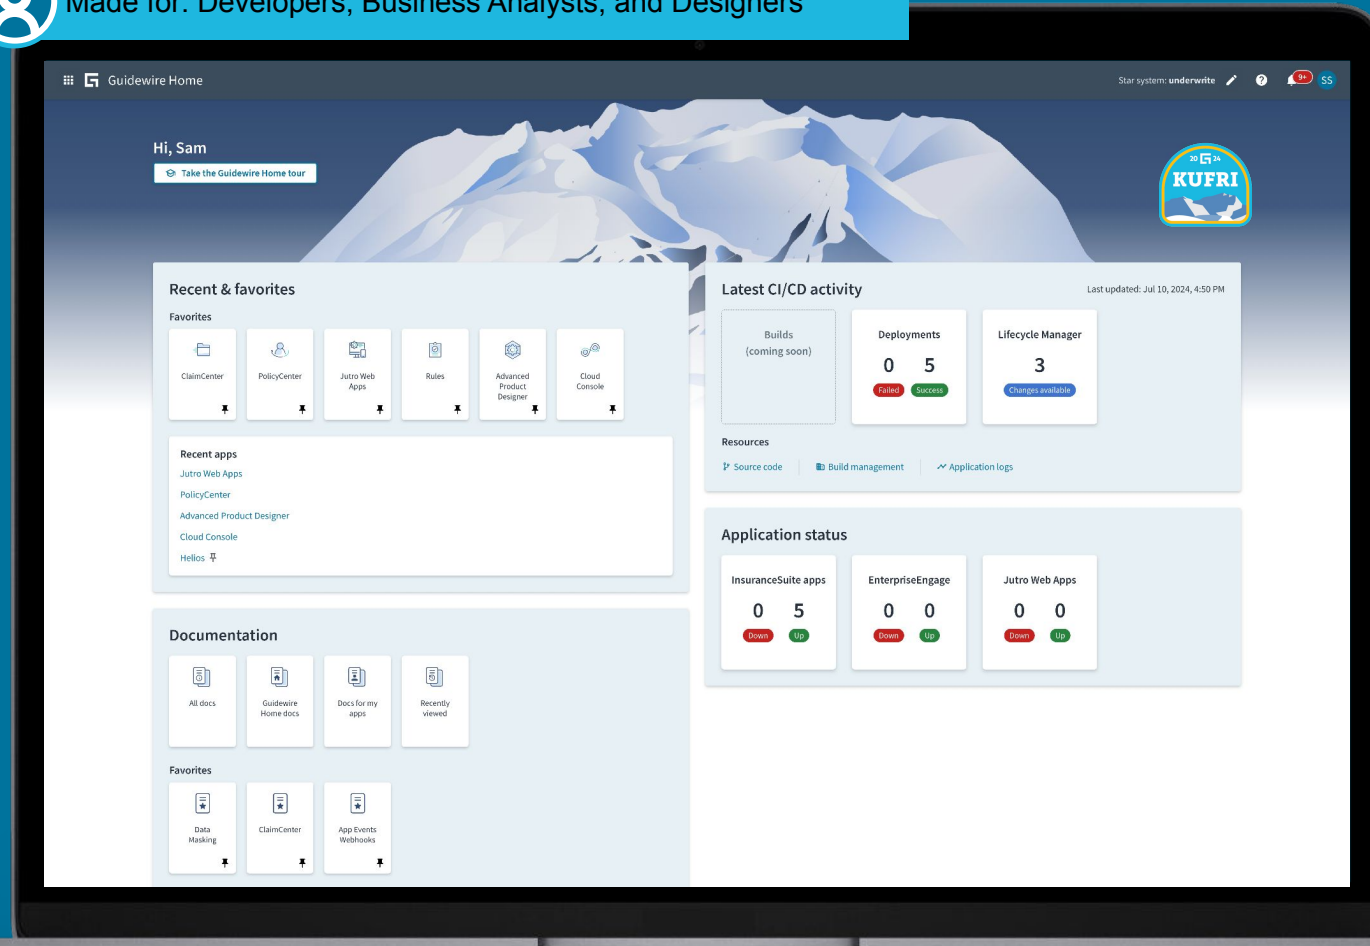 Made for: Developers, Business Analysts, and Designers
Guidewire Home
Star system: underwrite
9+
SS
Hi, Sam
Take the Guidewire Home tour
20 24
KUFRI
Recent & favorites
Favorites
ClaimCenter
PolicyCenter
Jutro Web
Apps
Rules
Advanced
Product
Designer
Cloud
Console
Recent apps
Jutro Web Apps
PolicyCenter
Advanced Product Designer
Cloud Console
Helios
Documentation
All docs
Guidewire
Home docs
Docs for my
apps
Recently
viewed
Favorites
Data
Masking
ClaimCenter
App Events
Webhooks
Latest CI/CD activity
Last updated: Jul 10, 2024, 4:50 PM
Builds
(coming soon)
Deployments
0 5
Failed Success
Lifecycle Manager
3
Changes available
Resources
Source code
Build management
Application logs
Application status
InsuranceSuite apps
0 5
Down Up
EnterpriseEngage
0 0
Down Up
Jutro Web Apps
0 0
Down Up